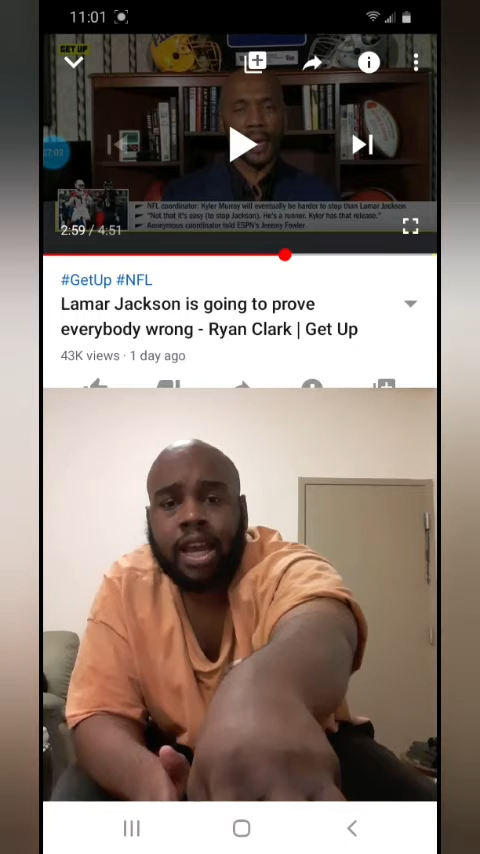 11:01
GET UP
27:02
NFL coordinator: Kyler Murray will eventually be harder to stop than Lamar Jackson
"Not that it's easy (to stop Jackson). He's a runner. Kyler has that release."
Anonymous coordinator told ESPN's Jeremy Fowler
2:59 / 4:51
#GetUp #NFL
Lamar Jackson is going to prove
everybody wrong - Ryan Clark | Get Up
43K views · 1 day ago